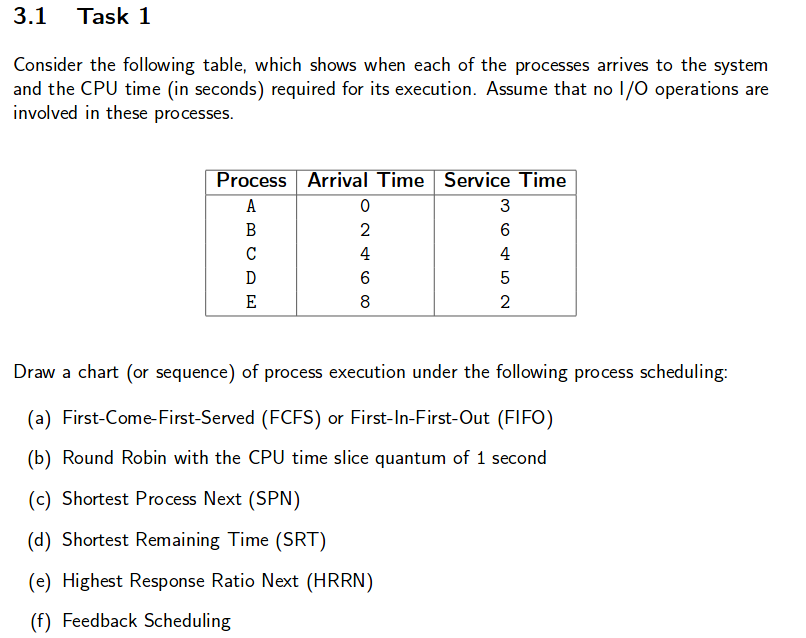 3.1 Task 1
Consider the following table, which shows when each of the processes arrives to the system
and the CPU time (in seconds) required for its execution. Assume that no I/O operations are
involved in these processes.
Process Arrival Time Service Time
A 0 3
B 2 6
C 4 4
D 6 5
E 8 2
Draw a chart (or sequence) of process execution under the following process scheduling:
(a) First-Come-First-Served (FCFS) or First-In-First-Out (FIFO)
(b) Round Robin with the CPU time slice quantum of 1 second
(c) Shortest Process Next (SPN)
(d) Shortest Remaining Time (SRT)
(e) Highest Response Ratio Next (HRRN)
(f) Feedback Scheduling